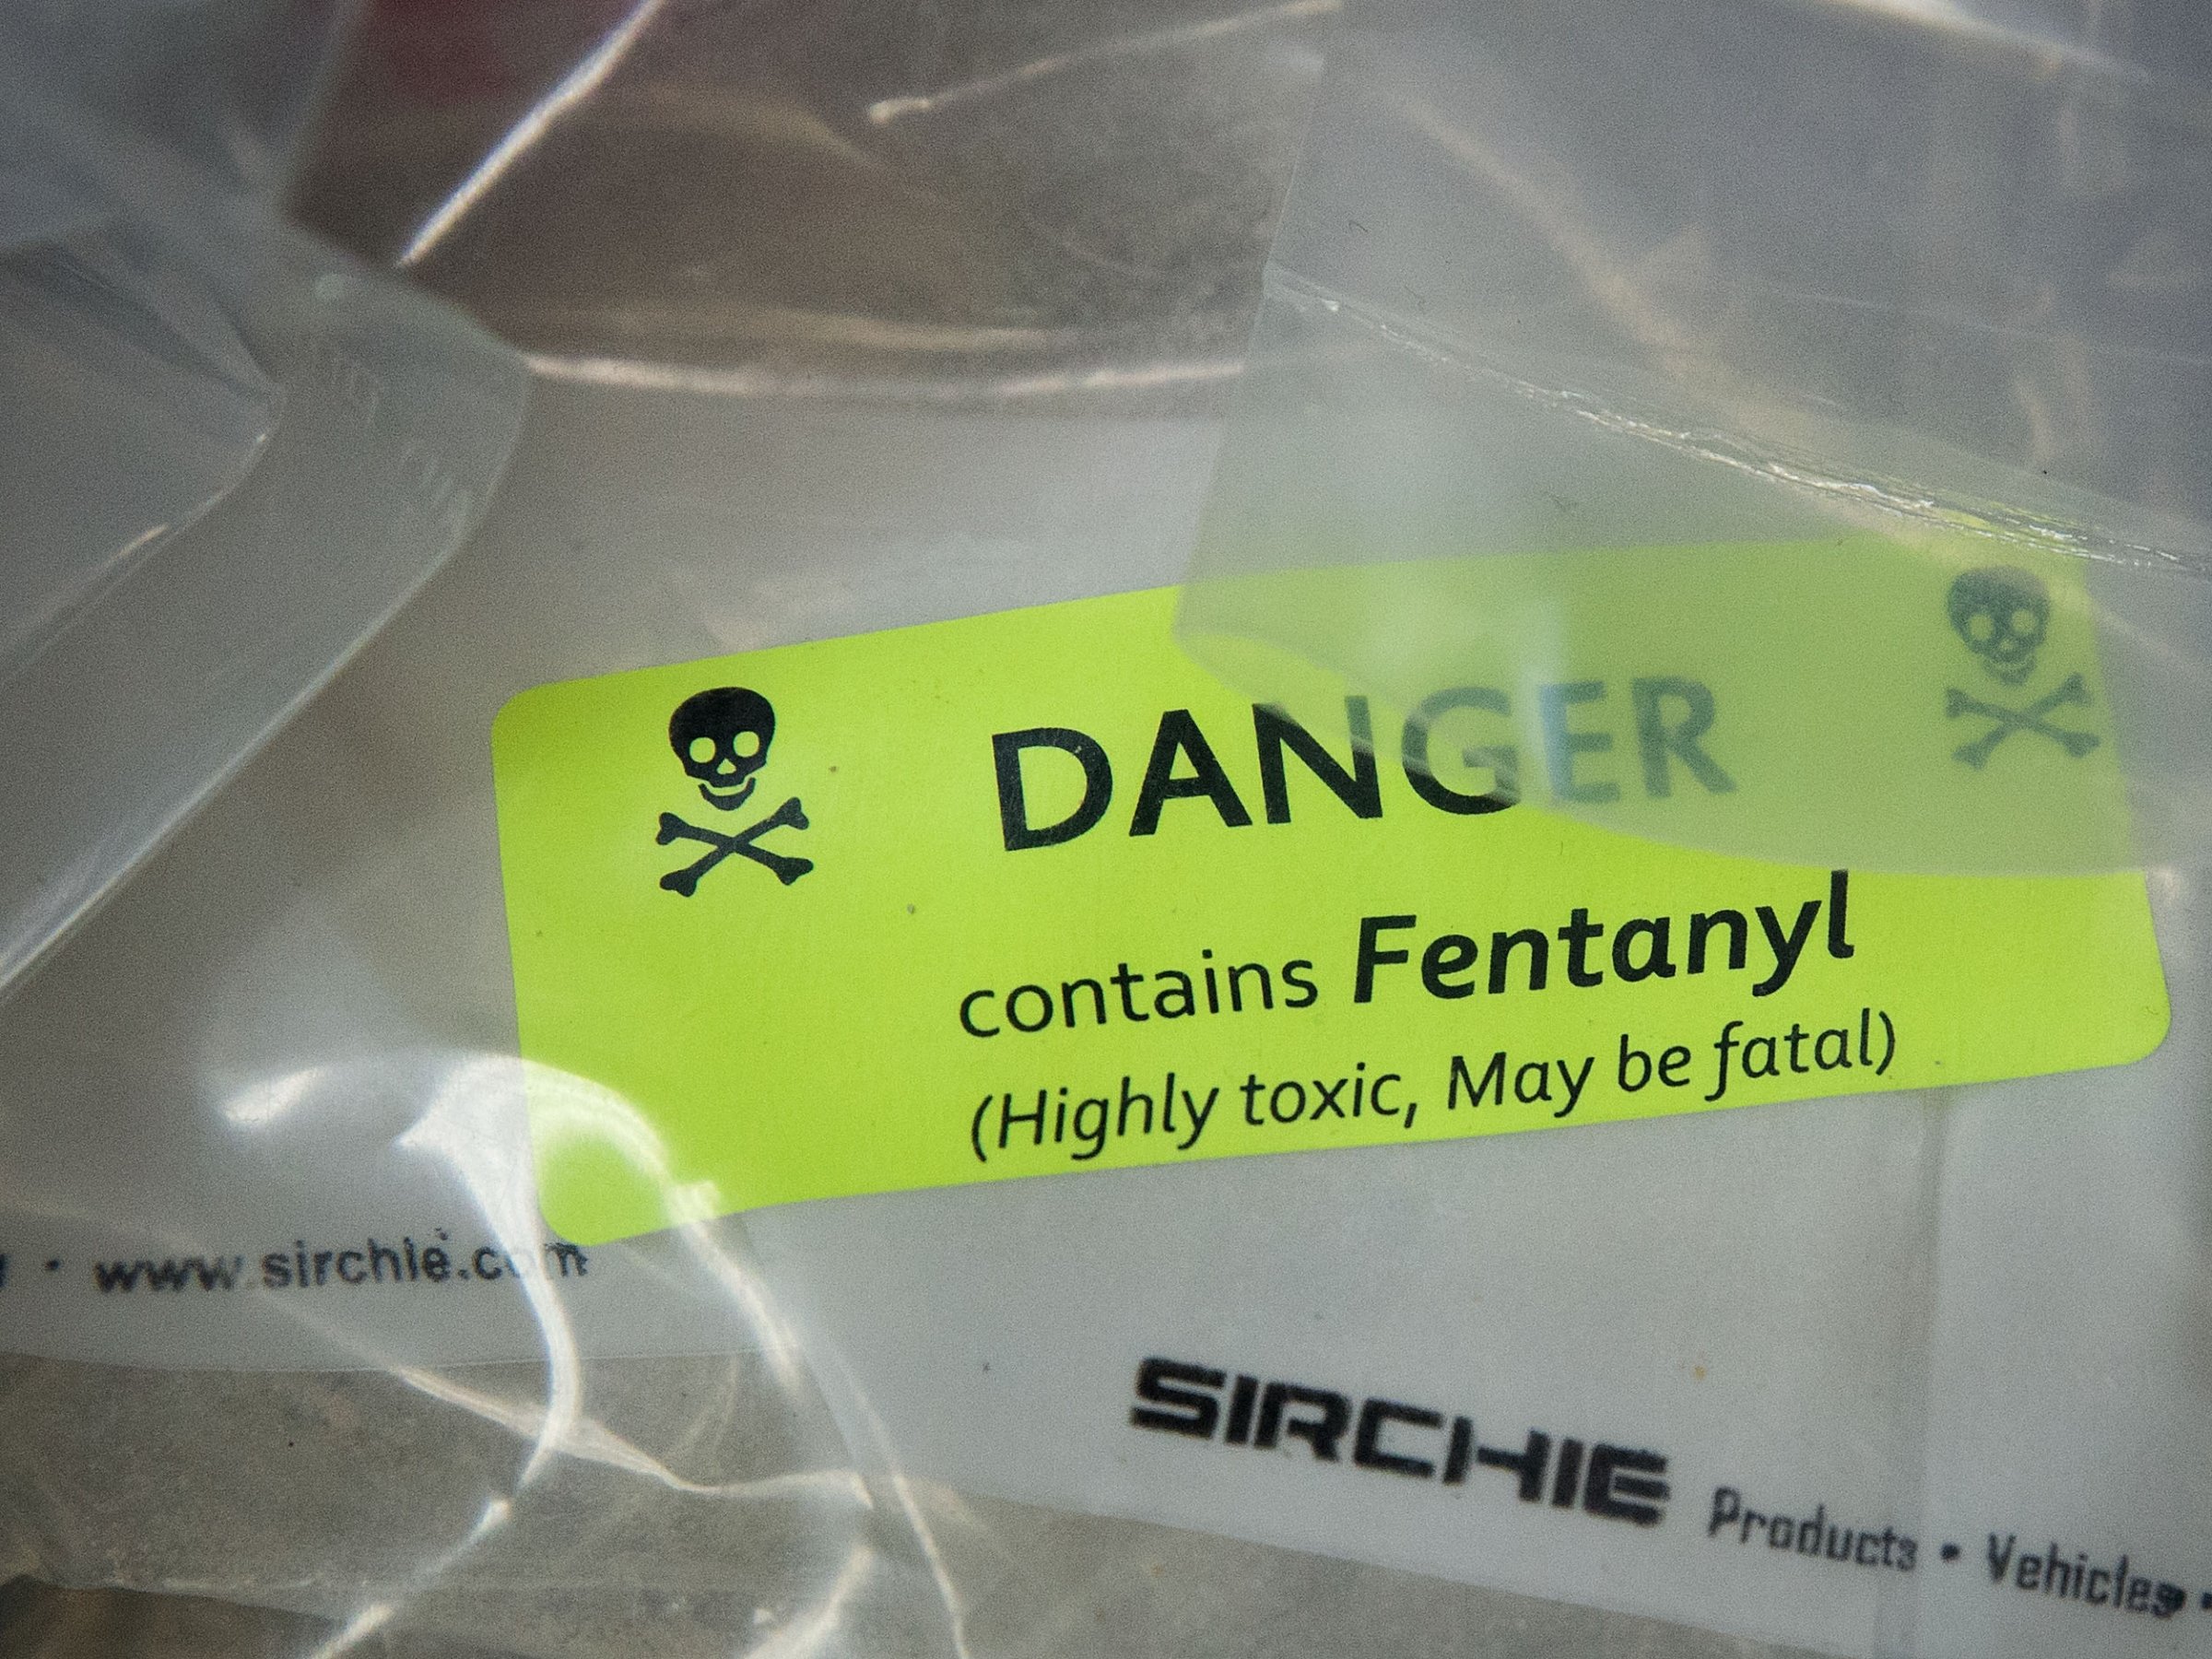 DANGER
contains Fentanyl
(Highly toxic, May be fatal)
• www.sirchie.com
SIRCHIE Products • Vehicles •